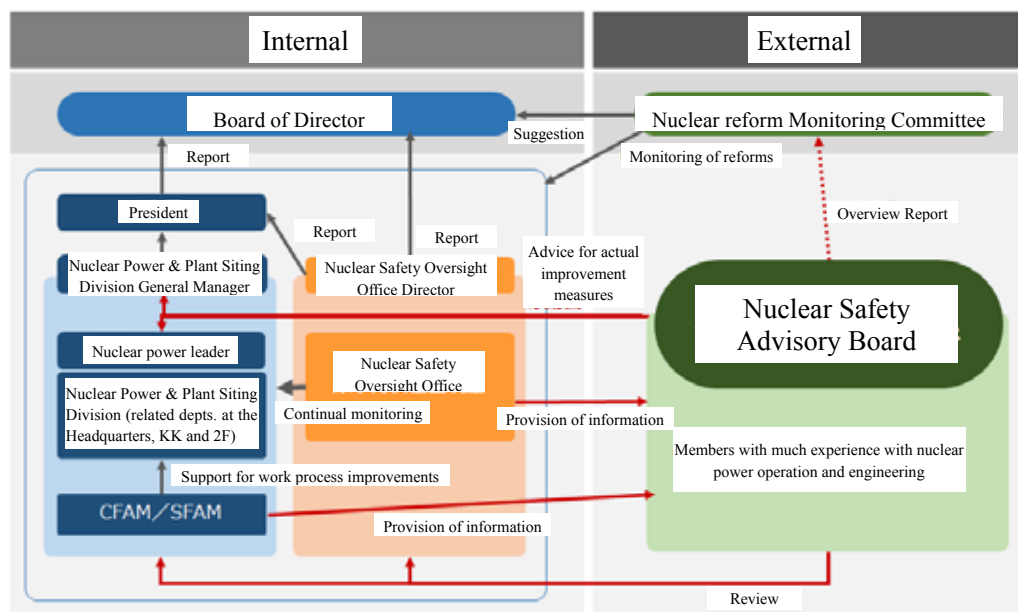 Internal
External
Board of Director
Nuclear reform Monitoring Committee
Suggestion
Report
Monitoring of reforms
President
Overview Report
Report
Report
Advice for actual
improvement
measures
Nuclear Power & Plant Siting
Division General Manager
Nuclear Safety Oversight
Office Director
Nuclear Safety
Advisory Board
Nuclear power leader
Nuclear Safety
Oversight Office
Nuclear Power & Plant Siting
Division (related depts. at the
Headquarters, KK and 2F)
Continual monitoring
Provision of information
Members with much experience with nuclear
power operation and engineering
Support for work process improvements
CFAM／SFAM
Provision of information
Review